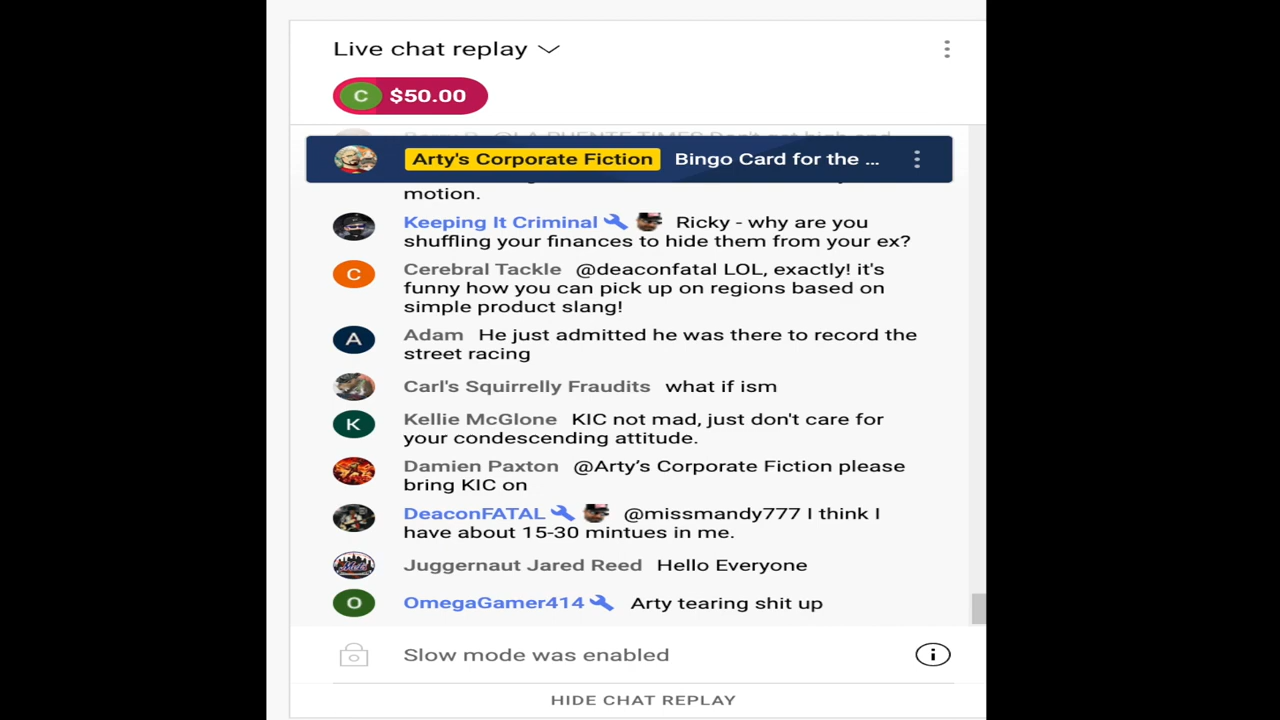 Live chat replay
C $50.00
Arty's Corporate Fiction Bingo Card for the ...
motion.
Keeping It Criminal Ricky - why are you
shuffling your finances to hide them from your ex?
C Cerebral Tackle @deaconfatal LOL, exactly! it's
funny how you can pick up on regions based on
simple product slang!
A Adam He just admitted he was there to record the
street racing
Carl's Squirrelly Fraudits what if ism
K Kellie McGlone KIC not mad, just don't care for
your condescending attitude.
Damien Paxton @Arty’s Corporate Fiction please
bring KIC on
DeaconFATAL @missmandy777 I think I
have about 15-30 mintues in me.
Juggernaut Jared Reed Hello Everyone
O OmegaGamer414 Arty tearing shit up
Slow mode was enabled
HIDE CHAT REPLAY